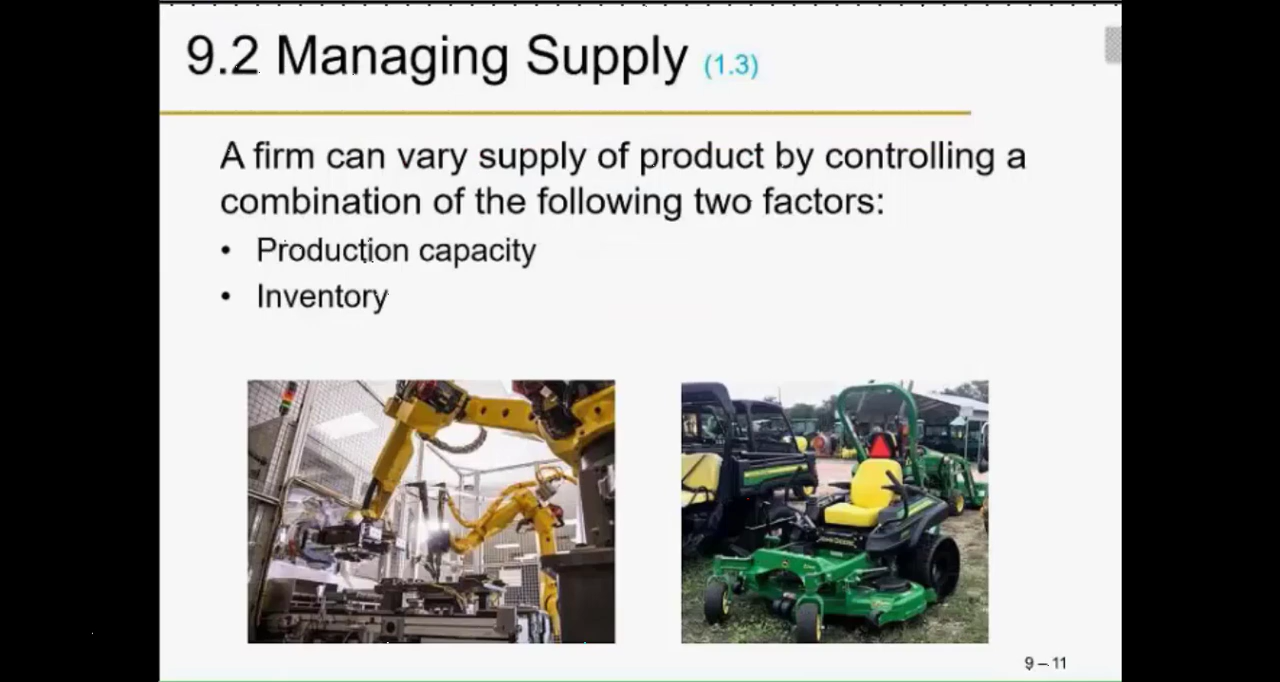 9.2 Managing Supply (1.3)
A firm can vary supply of product by controlling a
combination of the following two factors:
• Production capacity
• Inventory
9 – 11